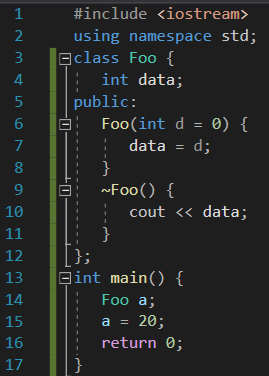 1 #include <iostream>
2 using namespace std;
3 class Foo {
4 int data;
5 public:
6 Foo(int d = 0) {
7 data = d;
8 }
9 ~Foo() {
10 cout << data;
11 }
12 };
13 int main() {
14 Foo a;
15 a = 20;
16 return 0;
17 }